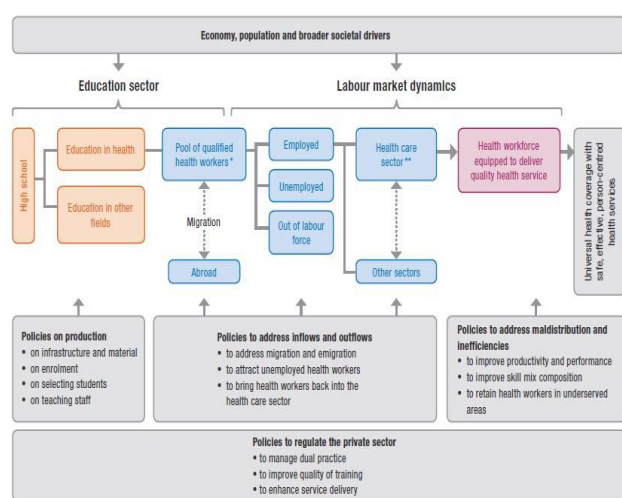 Economy, population and broader societal drivers
Education sector
Labour market dynamics
High school
Education in health
Education in other
fields
Pool of qualified
health workers *
Migration
Abroad
Employed
Unemployed
Out of labour
force
Health care
sector **
Other sectors
Health workforce
equipped to deliver
quality health service
Universal health coverage with
safe, effective, person-centred
health services
Policies on production
• on infrastructure and material
• on enrolment
• on selecting students
• on teaching staff
Policies to address inflows and outflows
• to address migration and emigration
• to attract unemployed health workers
• to bring health workers back into the
health care sector
Policies to address maldistribution and
inefficiencies
• to improve productivity and performance
• to improve skill mix composition
• to retain health workers in underserved
areas
Policies to regulate the private sector
• to manage dual practice
• to improve quality of training
• to enhance service delivery